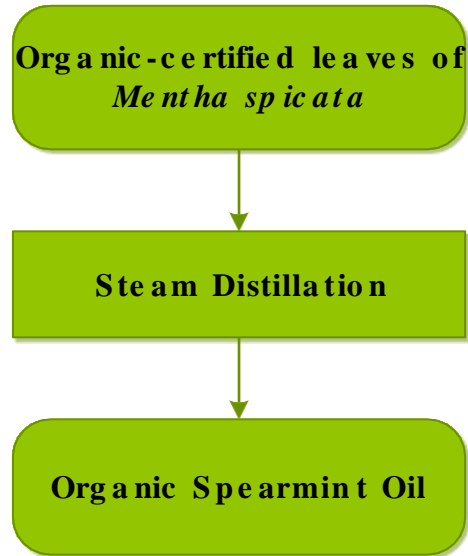 Organic-certified leaves of
Mentha spicata
Steam Distillation
Organic Spearmint Oil